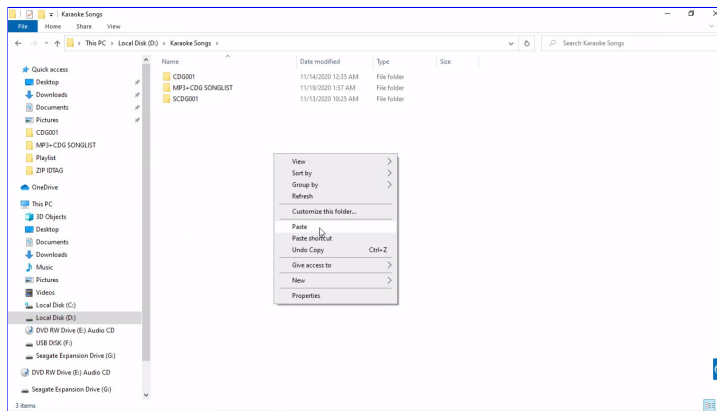 Karaoke Songs
File Home Share View
This PC > Local Disk (D:) > Karaoke Songs >
Search Karaoke Songs
Name Date modified Type Size
CDG001 11/14/2020 12:35 AM File folder
MP3+CDG SONGLIST 11/19/2020 1:57 AM File folder
SCDG001 11/13/2020 10:25 AM File folder
Quick access
Desktop
Downloads
Documents
Pictures
CDG001
MP3+CDG SONGLIST
Playlist
ZIP IDTAG
OneDrive
This PC
3D Objects
Desktop
Documents
Downloads
Music
Pictures
Videos
Local Disk (C:)
Local Disk (D:)
DVD RW Drive (E:) Audio CD
USB DISK (F:)
Seagate Expansion Drive (G:)
DVD RW Drive (E:) Audio CD
Seagate Expansion Drive (G:)
View
Sort by
Group by
Refresh
Customize this folder...
Paste
Paste shortcut
Undo Copy Ctrl+Z
Give access to
New
Properties
3 items